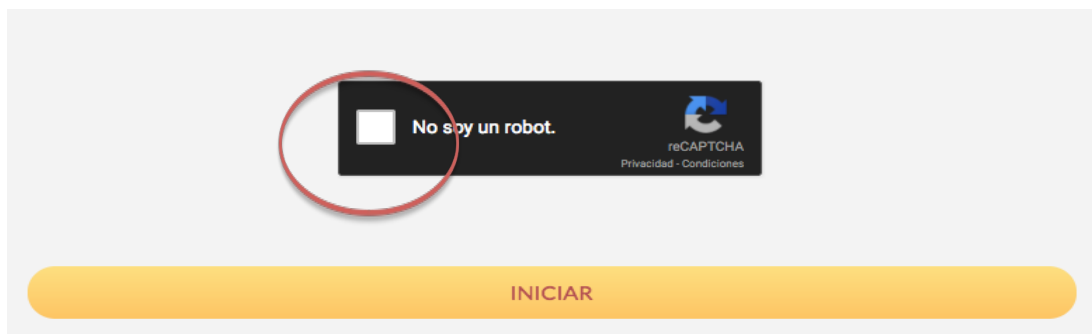 No soy un robot.
reCAPTCHA
Privacidad - Condiciones
INICIAR